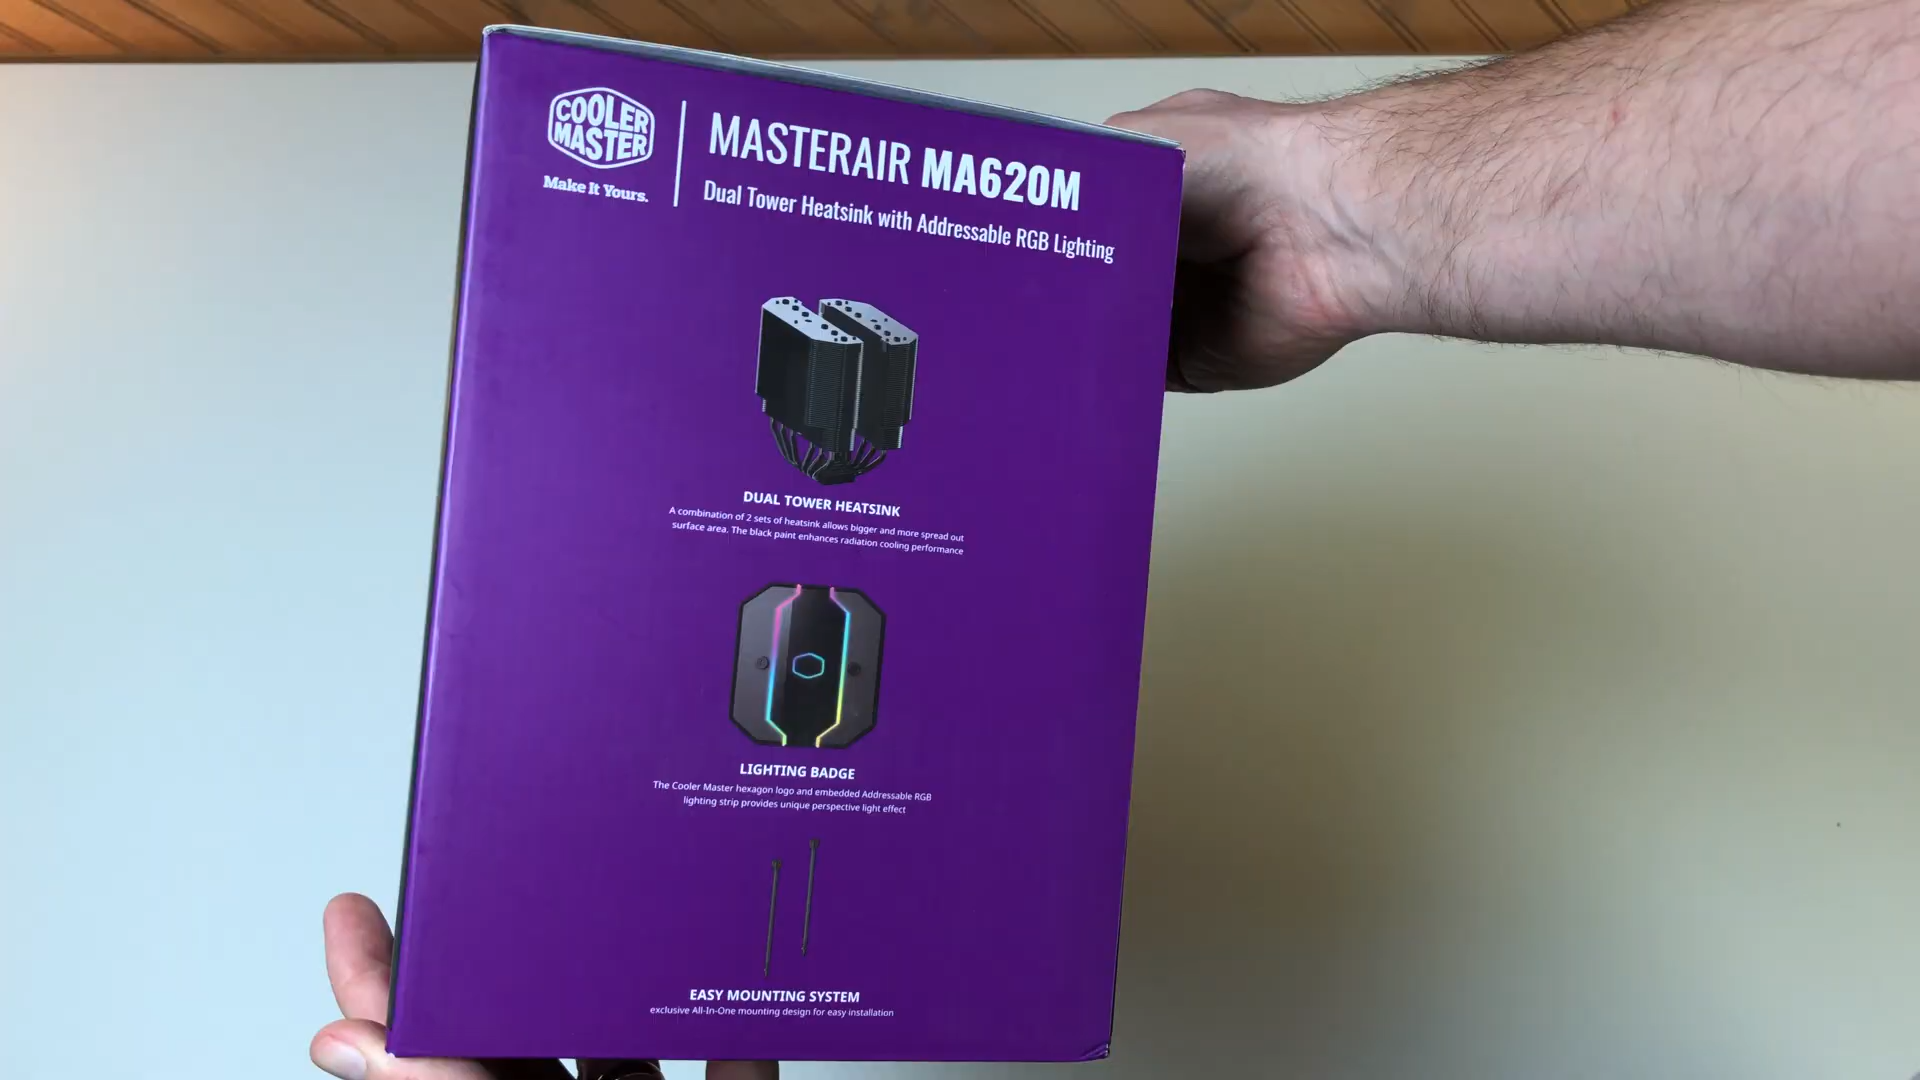 COOLER
MASTER
Make It Yours.
MASTERAIR MA620M
Dual Tower Heatsink with Addressable RGB Lighting
DUAL TOWER HEATSINK
A combination of 2 sets of heatsink allows bigger and more spread out
surface area. The black paint enhances radiation cooling performance
LIGHTING BADGE
The Cooler Master hexagon logo and embedded Addressable RGB
lighting strip provides unique perspective light effect
EASY MOUNTING SYSTEM
exclusive All-In-One mounting design for easy installation